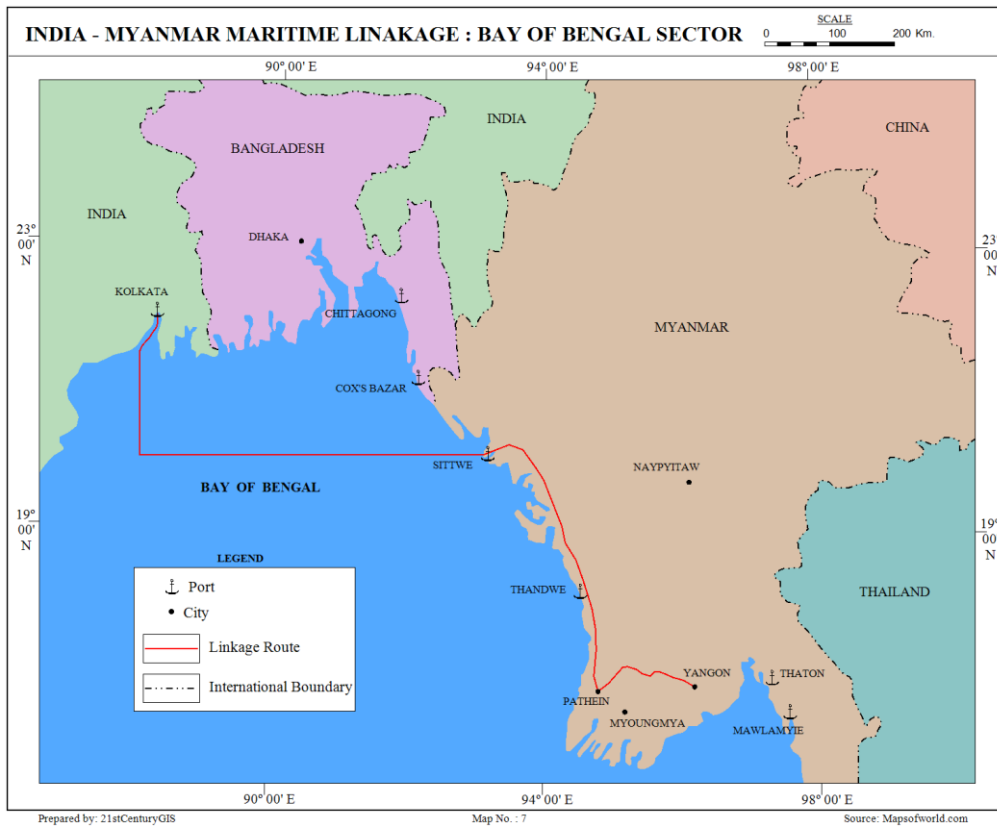 INDIA - MYANMAR MARITIME LINAKAGE : BAY OF BENGAL SECTOR
SCALE
0 100 200 Km.
90°00' E 94°00' E 98°00' E
INDIA
CHINA
BANGLADESH
INDIA
23°
00'
N
DHAKA
23°
00'
N
KOLKATA
CHITTAGONG
MYANMAR
COX'S BAZAR
SITTWE
NAYPYITAW
BAY OF BENGAL
19°
00'
N
19°
00'
N
LEGEND
Port
City
Linkage Route
International Boundary
THANDWE
THAILAND
YANGON
THATON
PATHEIN
MYOUNGMYA
MAWLAMYIE
90°00' E 94°00' E 98°00' E
Prepared by: 21stCenturyGIS Map No. : 7 Source: Mapsofworld.com